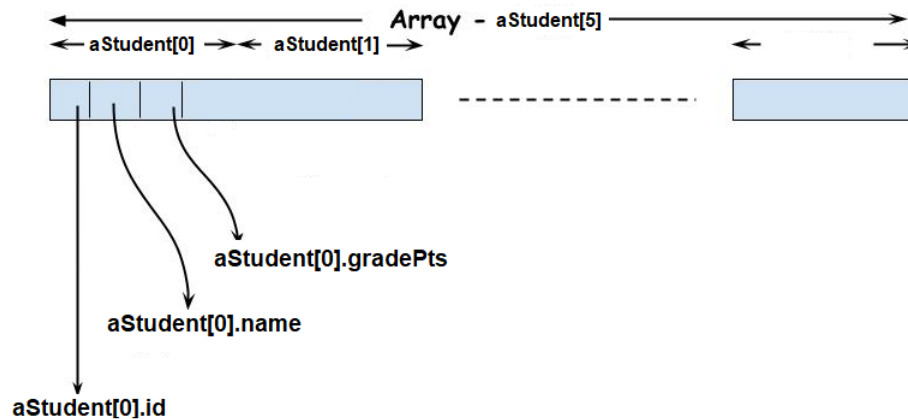 Array - aStudent[5]
aStudent[0] aStudent[1]
aStudent[0].gradePts
aStudent[0].name
aStudent[0].id